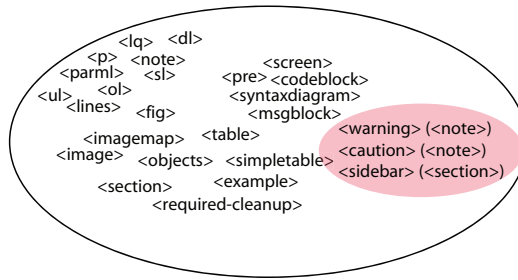 <lq> <dl>
<p> <note>
<parml> <sl>
<ul> <ol>
<lines>
<fig>
<screen>
<pre> <codeblock>
<syntaxdiagram>
<msgblock>
<imagemap> <table>
<image> <objects> <simpletable>
<section> <example>
<required-cleanup>
<warning> (<note>)
<caution> (<note>)
<sidebar> (<section>)